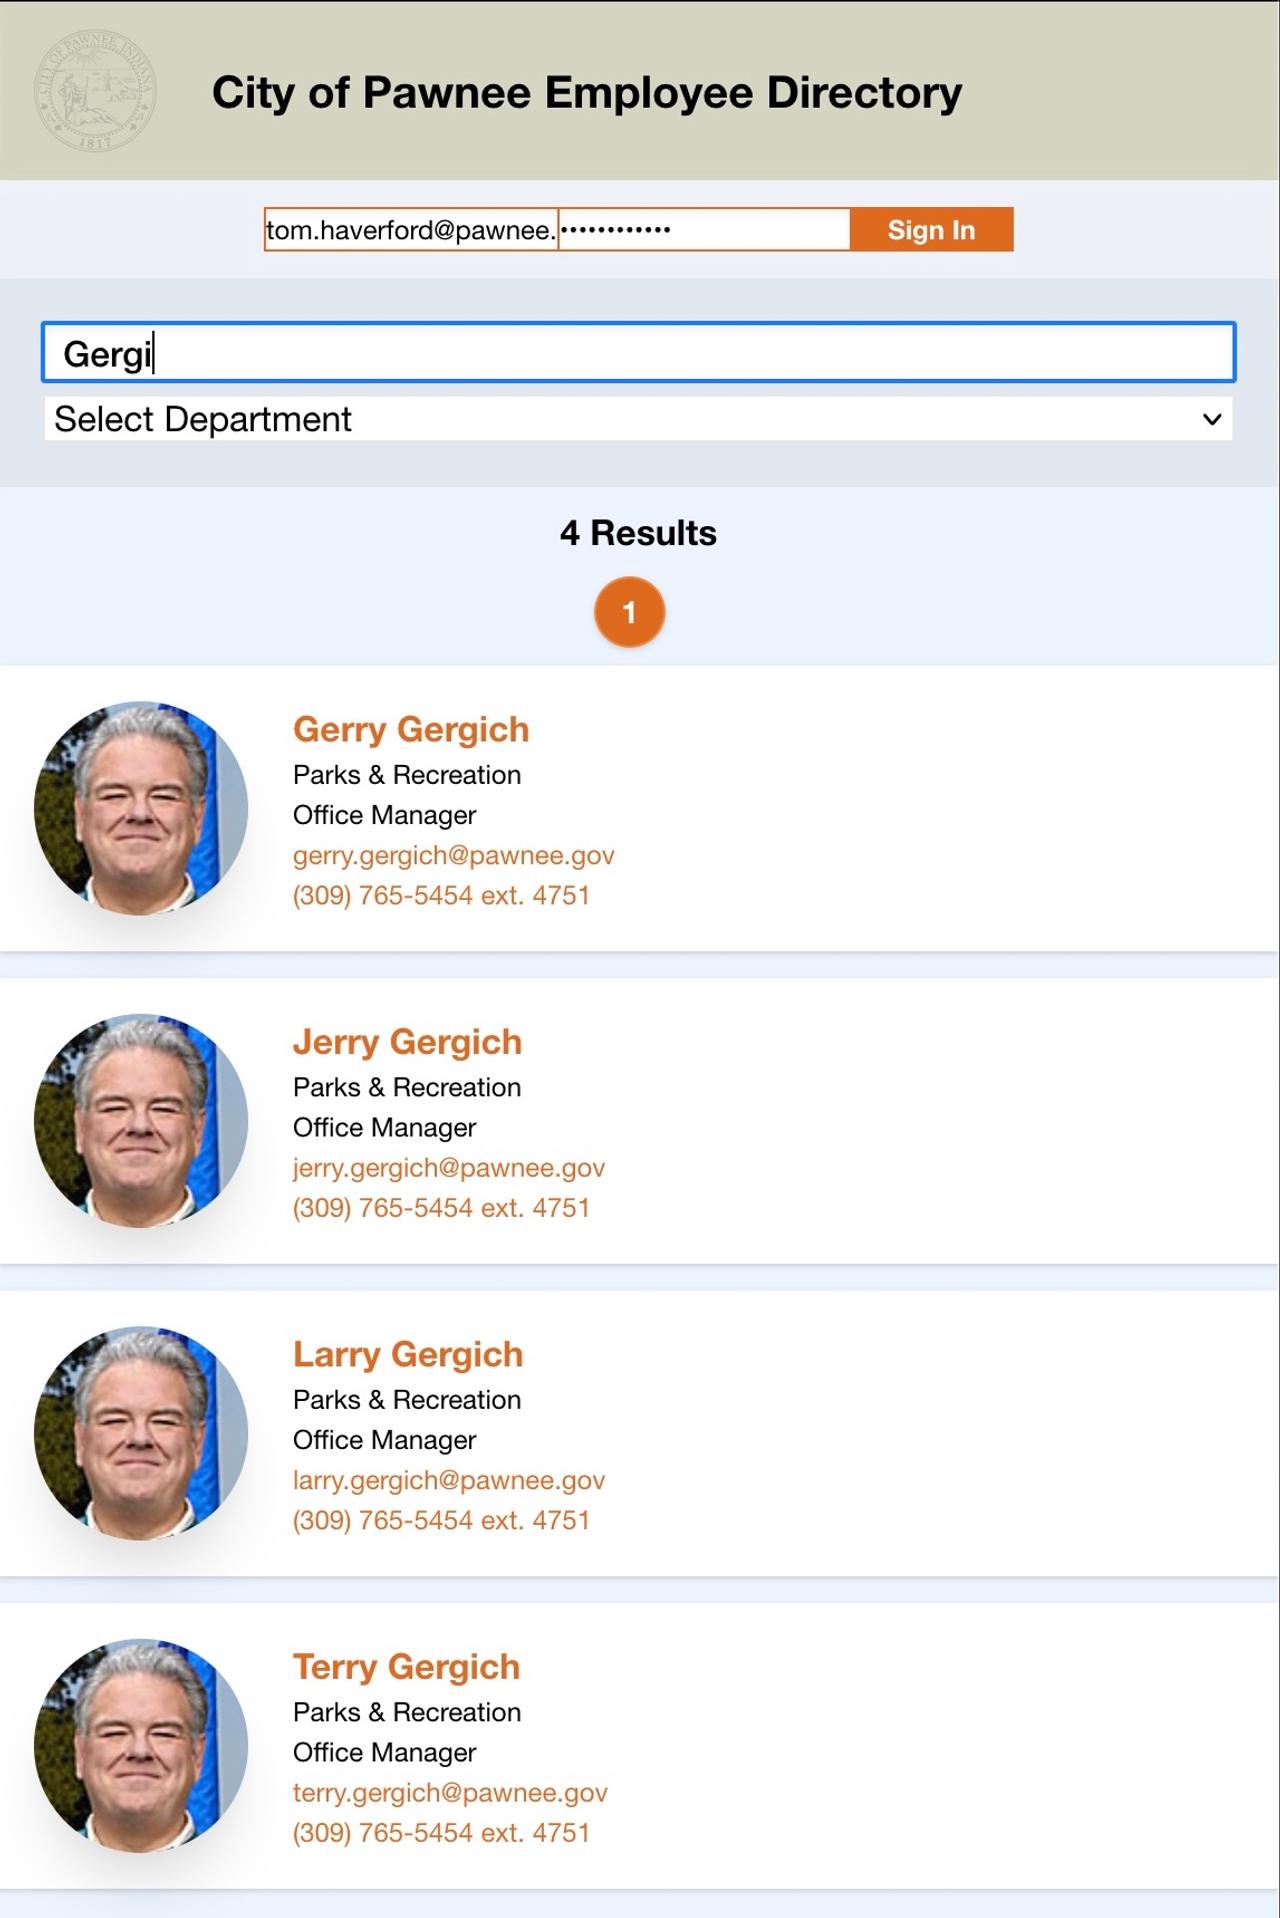 CITY OF PAWNEE, INDIANA
1817
City of Pawnee Employee Directory
tom.haverford@pawnee.
••••••••••••
Sign In
Gergi
Select Department
4 Results
1
Gerry Gergich
Parks & Recreation
Office Manager
gerry.gergich@pawnee.gov
(309) 765-5454 ext. 4751
Jerry Gergich
Parks & Recreation
Office Manager
jerry.gergich@pawnee.gov
(309) 765-5454 ext. 4751
Larry Gergich
Parks & Recreation
Office Manager
larry.gergich@pawnee.gov
(309) 765-5454 ext. 4751
Terry Gergich
Parks & Recreation
Office Manager
terry.gergich@pawnee.gov
(309) 765-5454 ext. 4751